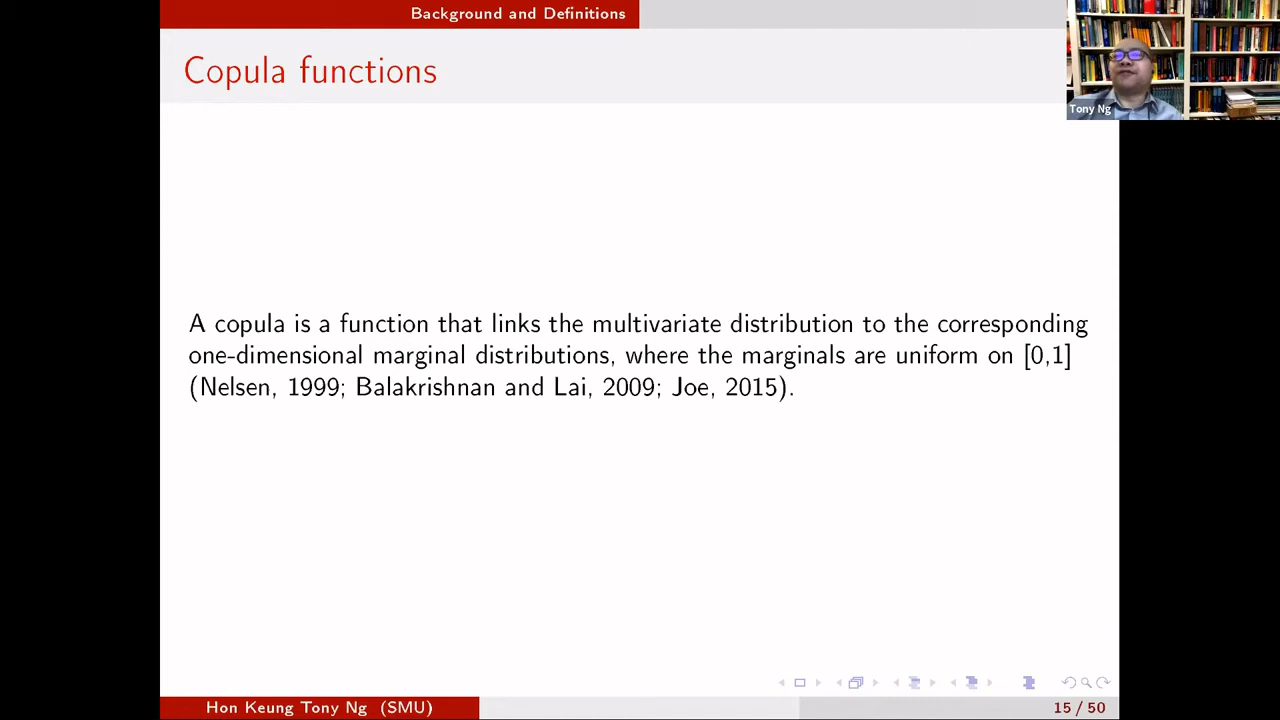 Background and Definitions
Copula functions
Tony Ng
A copula is a function that links the multivariate distribution to the corresponding
one-dimensional marginal distributions, where the marginals are uniform on [0,1]
(Nelsen, 1999; Balakrishnan and Lai, 2009; Joe, 2015).
Hon Keung Tony Ng (SMU)
15 / 50